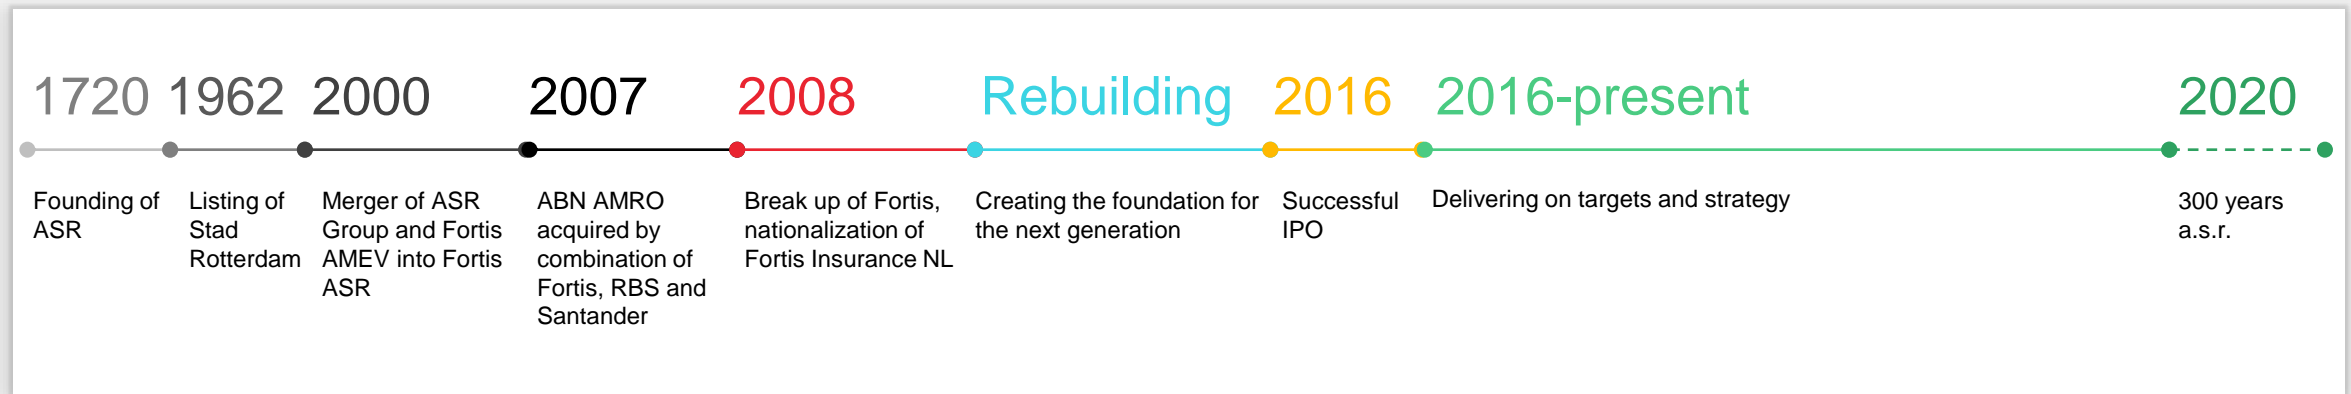 1720
Founding of
ASR
1962
Listing of
Stad
Rotterdam
2000
Merger of ASR
Group and Fortis
AMEV into Fortis
ASR
2007
ABN AMRO
acquired by
combination of
Fortis, RBS and
Santander
2008
Break up of Fortis,
nationalization of
Fortis Insurance NL
Rebuilding
Creating the foundation for
the next generation
2016
Successful
IPO
2016-present
Delivering on targets and strategy
2020
300 years
a.s.r.